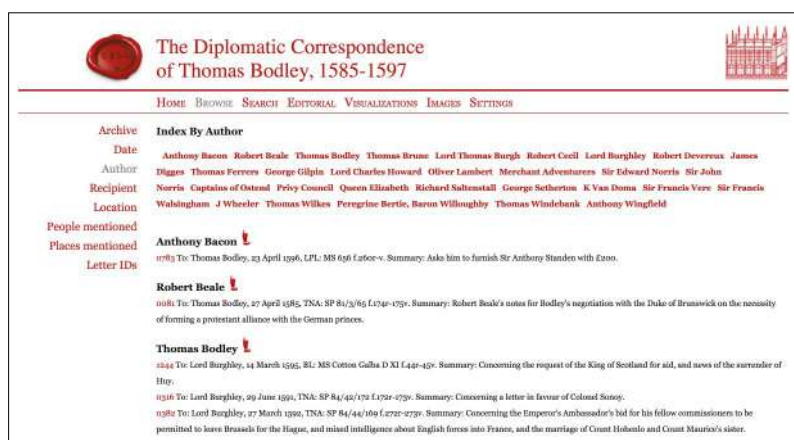 The Diplomatic Correspondence
of Thomas Bodley, 1585-1597
Home Browse Search Editorial Visualizations Images Settings
Archive
Date
Author
Recipient
Location
People mentioned
Places mentioned
Letter IDs
Index By Author
Anthony Bacon Robert Beale Thomas Bodley Thomas Brune Lord Thomas Burgh Robert Cecil Lord Burghley Robert Devereux James
Digges Thomas Ferrers George Gilpin Lord Charles Howard Oliver Lambert Merchant Adventurers Sir Edward Norris Sir John
Norris Captains of Ostend Privy Council Queen Elizabeth Richard Saltenstall George Setherton K Van Doma Sir Francis Vere Sir Francis
Walsingham J Wheeler Thomas Wilkes Peregrine Bertie, Baron Willoughby Thomas Windebank Anthony Wingfield
Anthony Bacon
0783 To: Thomas Bodley, 23 April 1596, LPL: MS 656 f.260r-v. Summary: Asks him to furnish Sir Anthony Standen with £200.
Robert Beale
0081 To: Thomas Bodley, 27 April 1585, TNA: SP 81/3/65 f.174r-175v. Summary: Robert Beale's notes for Bodley's negotiation with the Duke of Brunswick on the necessity
of forming a protestant alliance with the German princes.
Thomas Bodley
1244 To: Lord Burghley, 14 March 1595, BL: MS Cotton Galba D XI f.44r-45v. Summary: Concerning the request of the King of Scotland for aid, and news of the surrender of
Huy.
0316 To: Lord Burghley, 29 June 1591, TNA: SP 84/42/172 f.172r-173v. Summary: Concerning a letter in favour of Colonel Sonoy.
0382 To: Lord Burghley, 27 March 1592, TNA: SP 84/44/169 f.272r-273v. Summary: Concerning the Emperor's Ambassador's bid for his fellow commissioners to be
permitted to leave Brussels for the Hague, and mixed intelligence about English forces into France, and the marriage of Count Hohenlo and Count Maurice's sister.